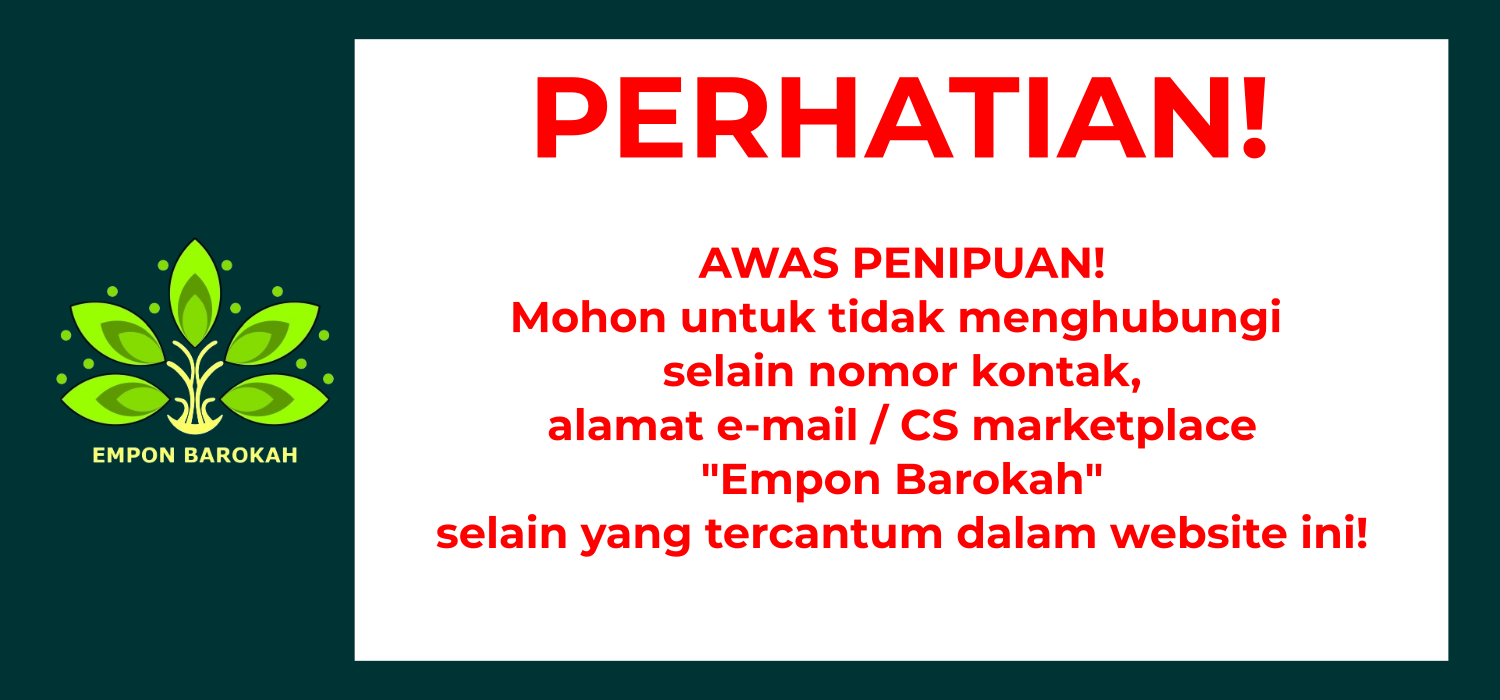 PERHATIAN!
AWAS PENIPUAN!
Mohon untuk tidak menghubungi
selain nomor kontak,
alamat e-mail / CS marketplace
"Empon Barokah"
selain yang tercantum dalam website ini!
EMPON BAROKAH